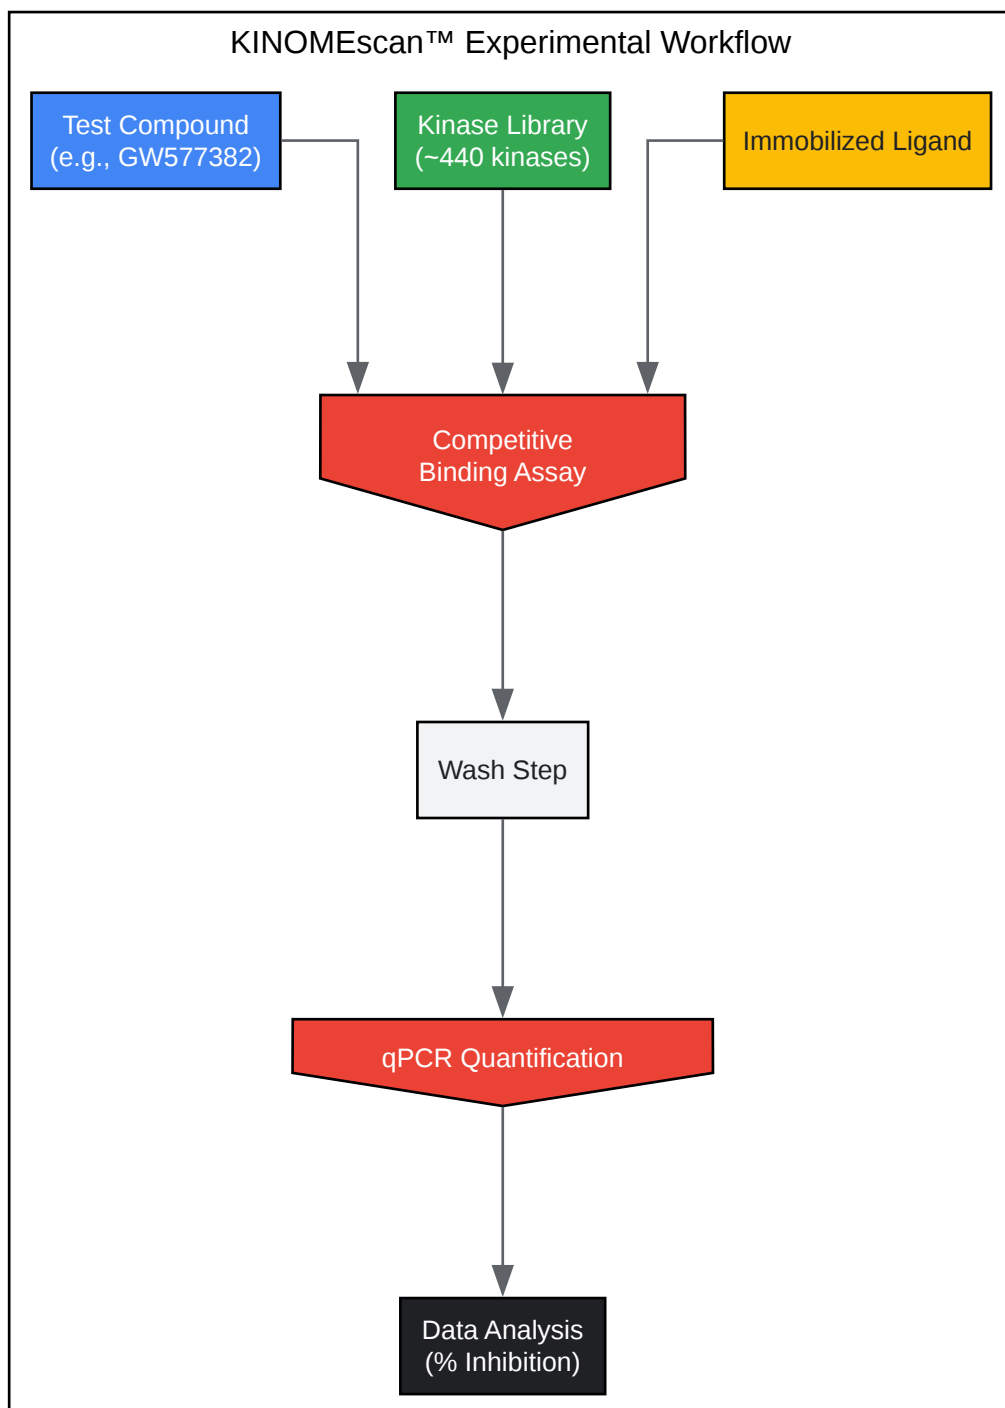 KINOMEscan™ Experimental Workflow
Test Compound
(e.g., GW577382)
Kinase Library
(~440 kinases)
Immobilized Ligand
Competitive
Binding Assay
Wash Step
qPCR Quantification
Data Analysis
(% Inhibition)